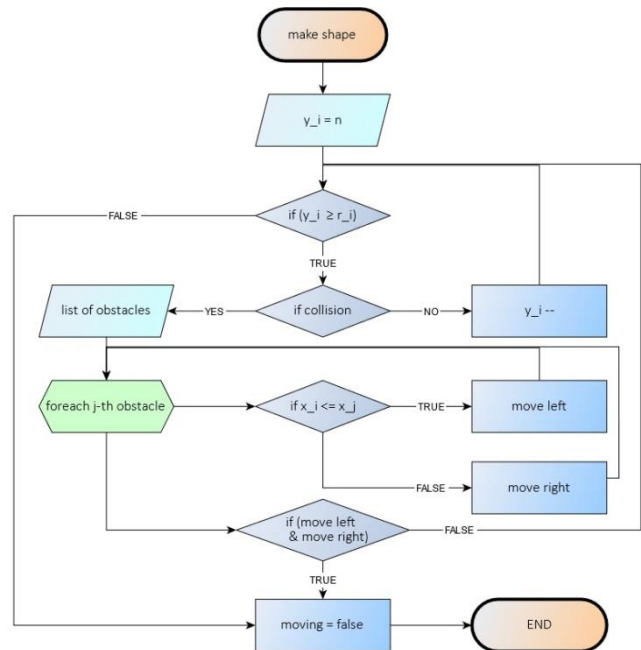 make shape
y_i = n
if (y_i ≥ r_i)
FALSE
TRUE
list of obstacles
YES
if collision
NO
y_i --
foreach j-th obstacle
if x_i <= x_j
TRUE
move left
FALSE
move right
if (move left
& move right)
FALSE
TRUE
moving = false
END